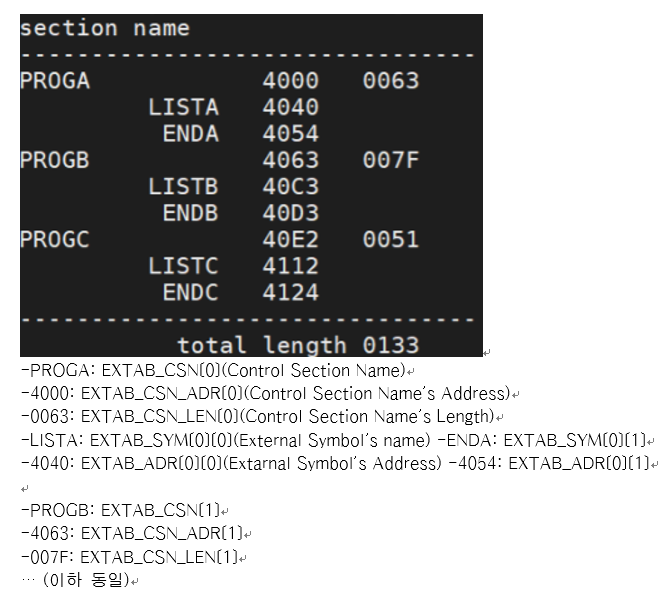 section name
----------------------------------
PROGA 4000 0063
LISTA 4040
ENDA 4054
PROGB 4063 007F
LISTB 40C3
ENDB 40D3
PROGC 40E2 0051
LISTC 4112
ENDC 4124
----------------------------------
total length 0133
-PROGA: EXTAB_CSN[0](Control Section Name)
-4000: EXTAB_CSN_ADR[0](Control Section Name's Address)
-0063: EXTAB_CSN_LEN[0](Control Section Name's Length)
-LISTA: EXTAB_SYM[0][0](External Symbol's name) -ENDA: EXTAB_SYM[0][1]
-4040: EXTAB_ADR[0][0](Extarnal Symbol's Address) -4054: EXTAB_ADR[0][1]
-PROGB: EXTAB_CSN[1]
-4063: EXTAB_CSN_ADR[1]
-007F: EXTAB_CSN_LEN[1]
… (이하 동일)